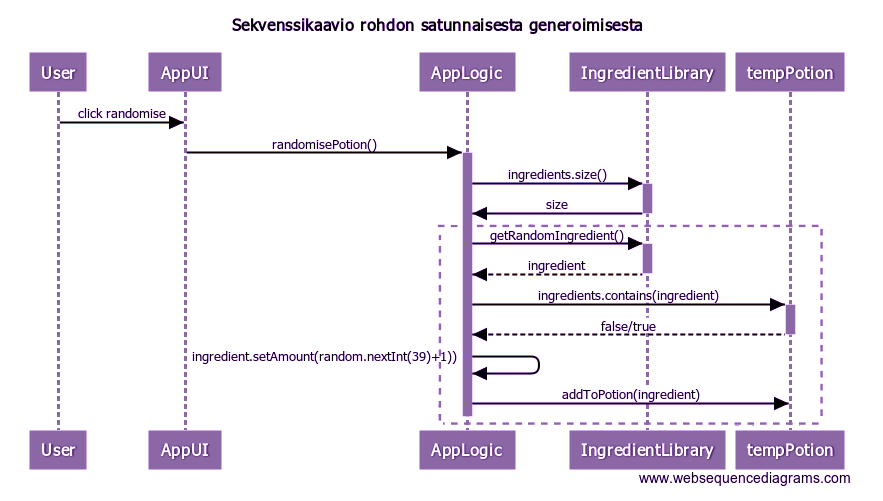 Sekvenssikaavio rohdon satunnaisesta generoimisesta
User AppUI AppLogic IngredientLibrary tempPotion
click randomise
randomisePotion()
ingredients.size()
size
getRandomIngredient()
ingredient
ingredients.contains(ingredient)
false/true
ingredient.setAmount(random.nextInt(39)+1))
addToPotion(ingredient)
User AppUI AppLogic IngredientLibrary tempPotion
www.websequencediagrams.com